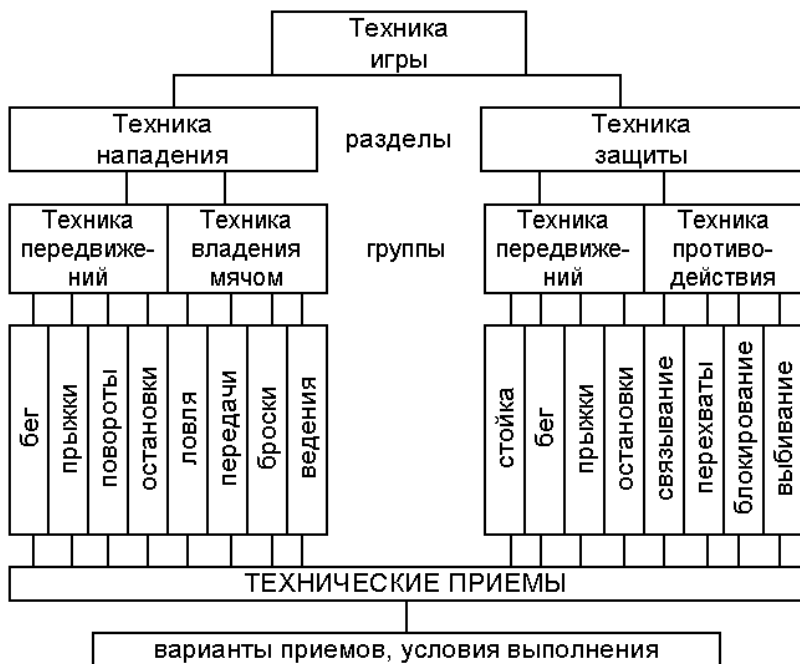 Техника
игры
Техника
нападения
разделы
Техника
защиты
Техника
передвиже-
ний
Техника
владения
мячом
группы
Техника
передвиже-
ний
Техника
противо-
действия
бег
прыжки
повороты
остановки
ловля
передачи
броски
ведения
стойка
бег
прыжки
остановки
связывание
перехваты
блокирование
выбивание
ТЕХНИЧЕСКИЕ ПРИЕМЫ
варианты приемов, условия выполнения